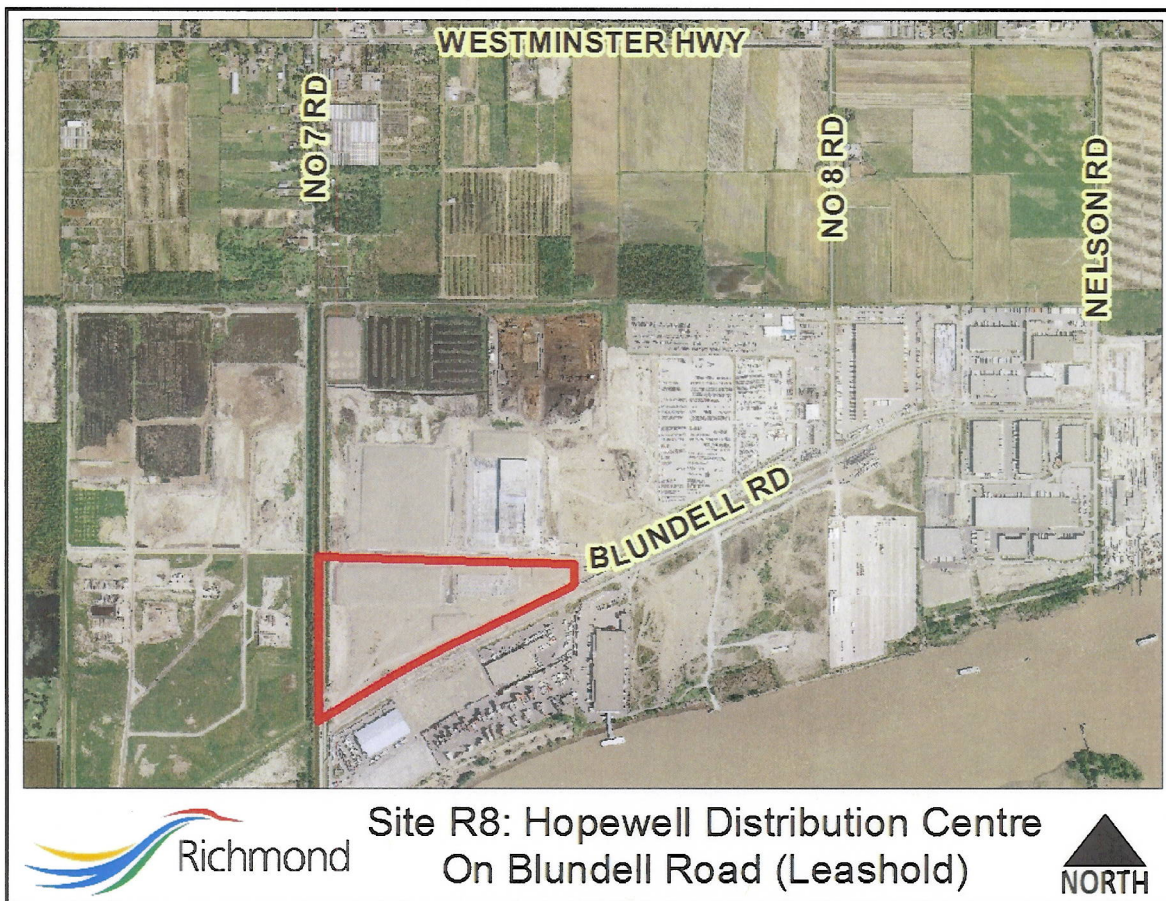 WESTMINSTER HWY
NO 7 RD
NO 8 RD
NELSON RD
BLUNDELL RD
Richmond
Site R8: Hopewell Distribution Centre
On Blundell Road (Leashold)
NORTH